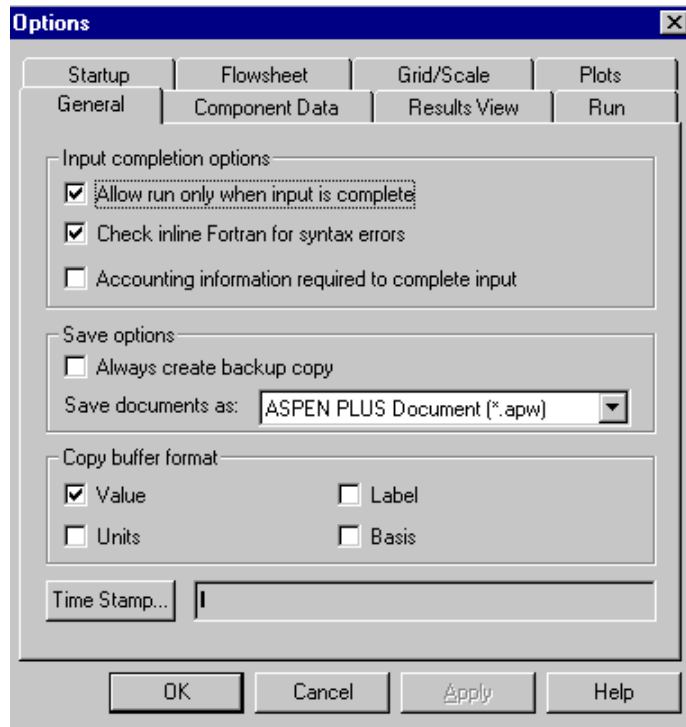 Options
Startup Flowsheet Grid/Scale Plots
General Component Data Results View Run
Input completion options
Allow run only when input is complete
Check inline Fortran for syntax errors
Accounting information required to complete input
Save options
Always create backup copy
Save documents as: ASPEN PLUS Document (*.apw)
Copy buffer format
Value Label
Units Basis
Time Stamp...
OK Cancel Apply Help